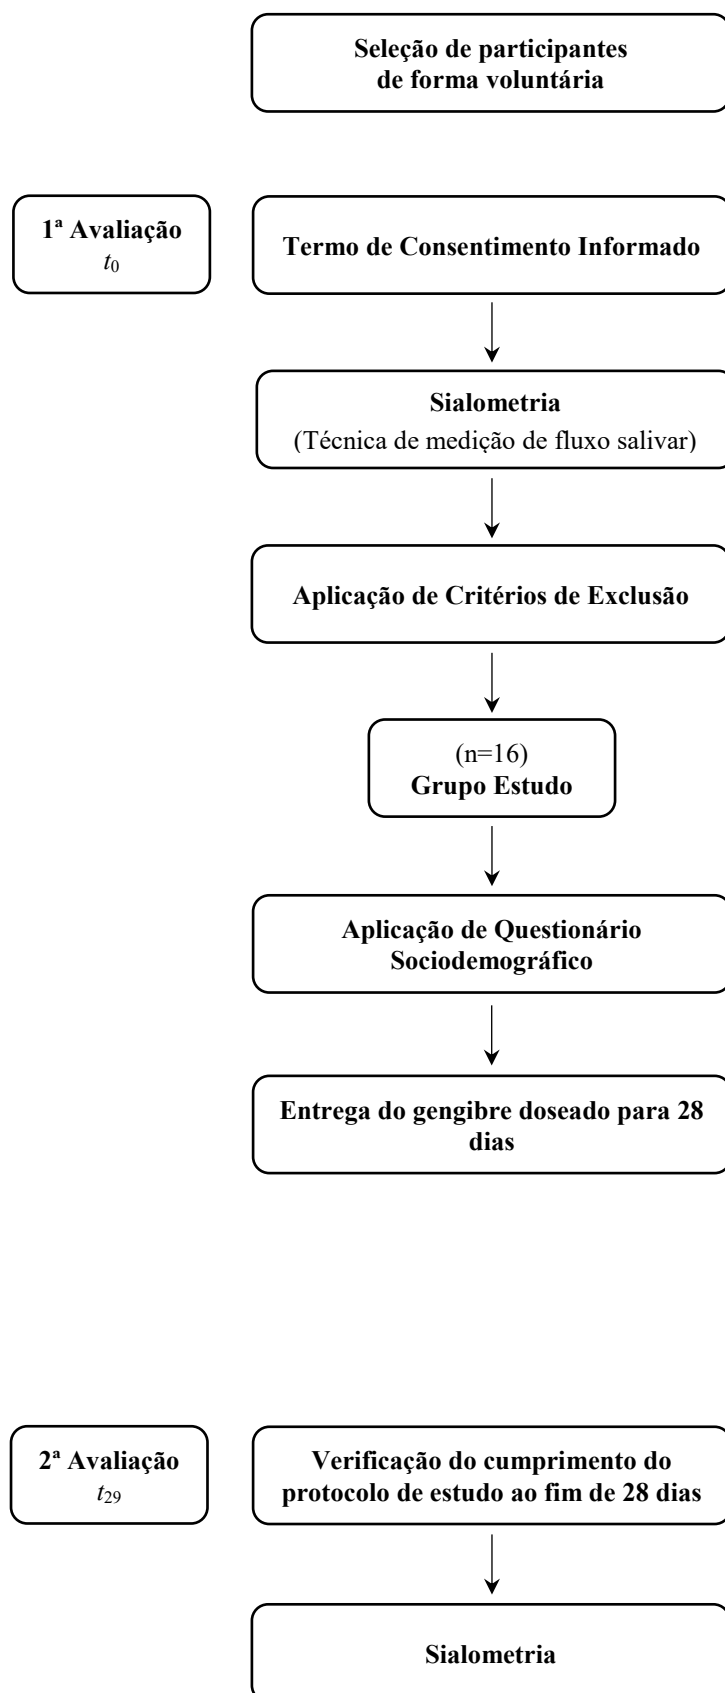 Seleção de participantes
de forma voluntária
1ª Avaliação
t0
Termo de Consentimento Informado
Sialometria
(Técnica de medição de fluxo salivar)
Aplicação de Critérios de Exclusão
(n=16)
Grupo Estudo
Aplicação de Questionário
Sociodemográfico
Entrega do gengibre doseado para 28
dias
2ª Avaliação
t29
Verificação do cumprimento do
protocolo de estudo ao fim de 28 dias
Sialometria